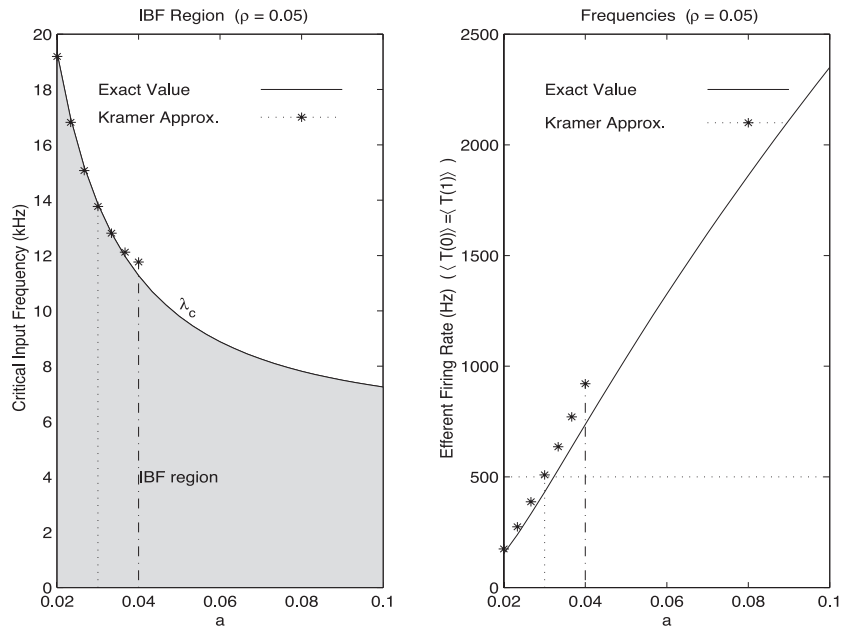 IBF Region (ρ = 0.05)
Critical Input Frequency (kHz)
20
18
16
14
12
10
8
6
4
2
0
Exact Value
Kramer Approx.
λc
IBF region
0.02
0.04
0.06
0.08
0.1
a
Frequencies (ρ = 0.05)
Efferent Firing Rate (Hz) ( ⟨ T(0)⟩ =⟨ T(1)⟩ )
2500
2000
1500
1000
500
0
Exact Value
Kramer Approx.
0.02
0.04
0.06
0.08
0.1
a